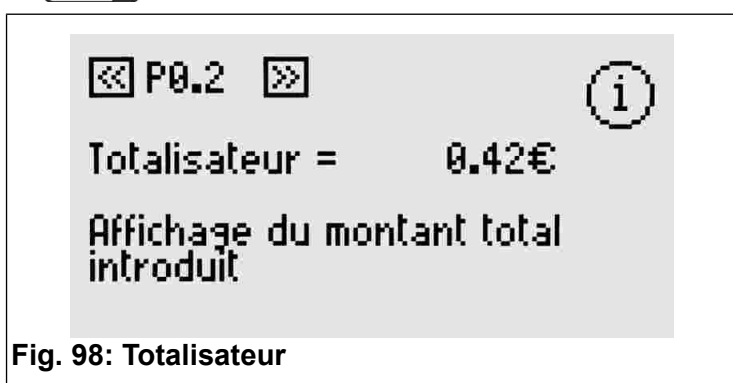 P0.2
Totalisateur = 0.42€
Affichage du montant total
introduit
Fig. 98: Totalisateur